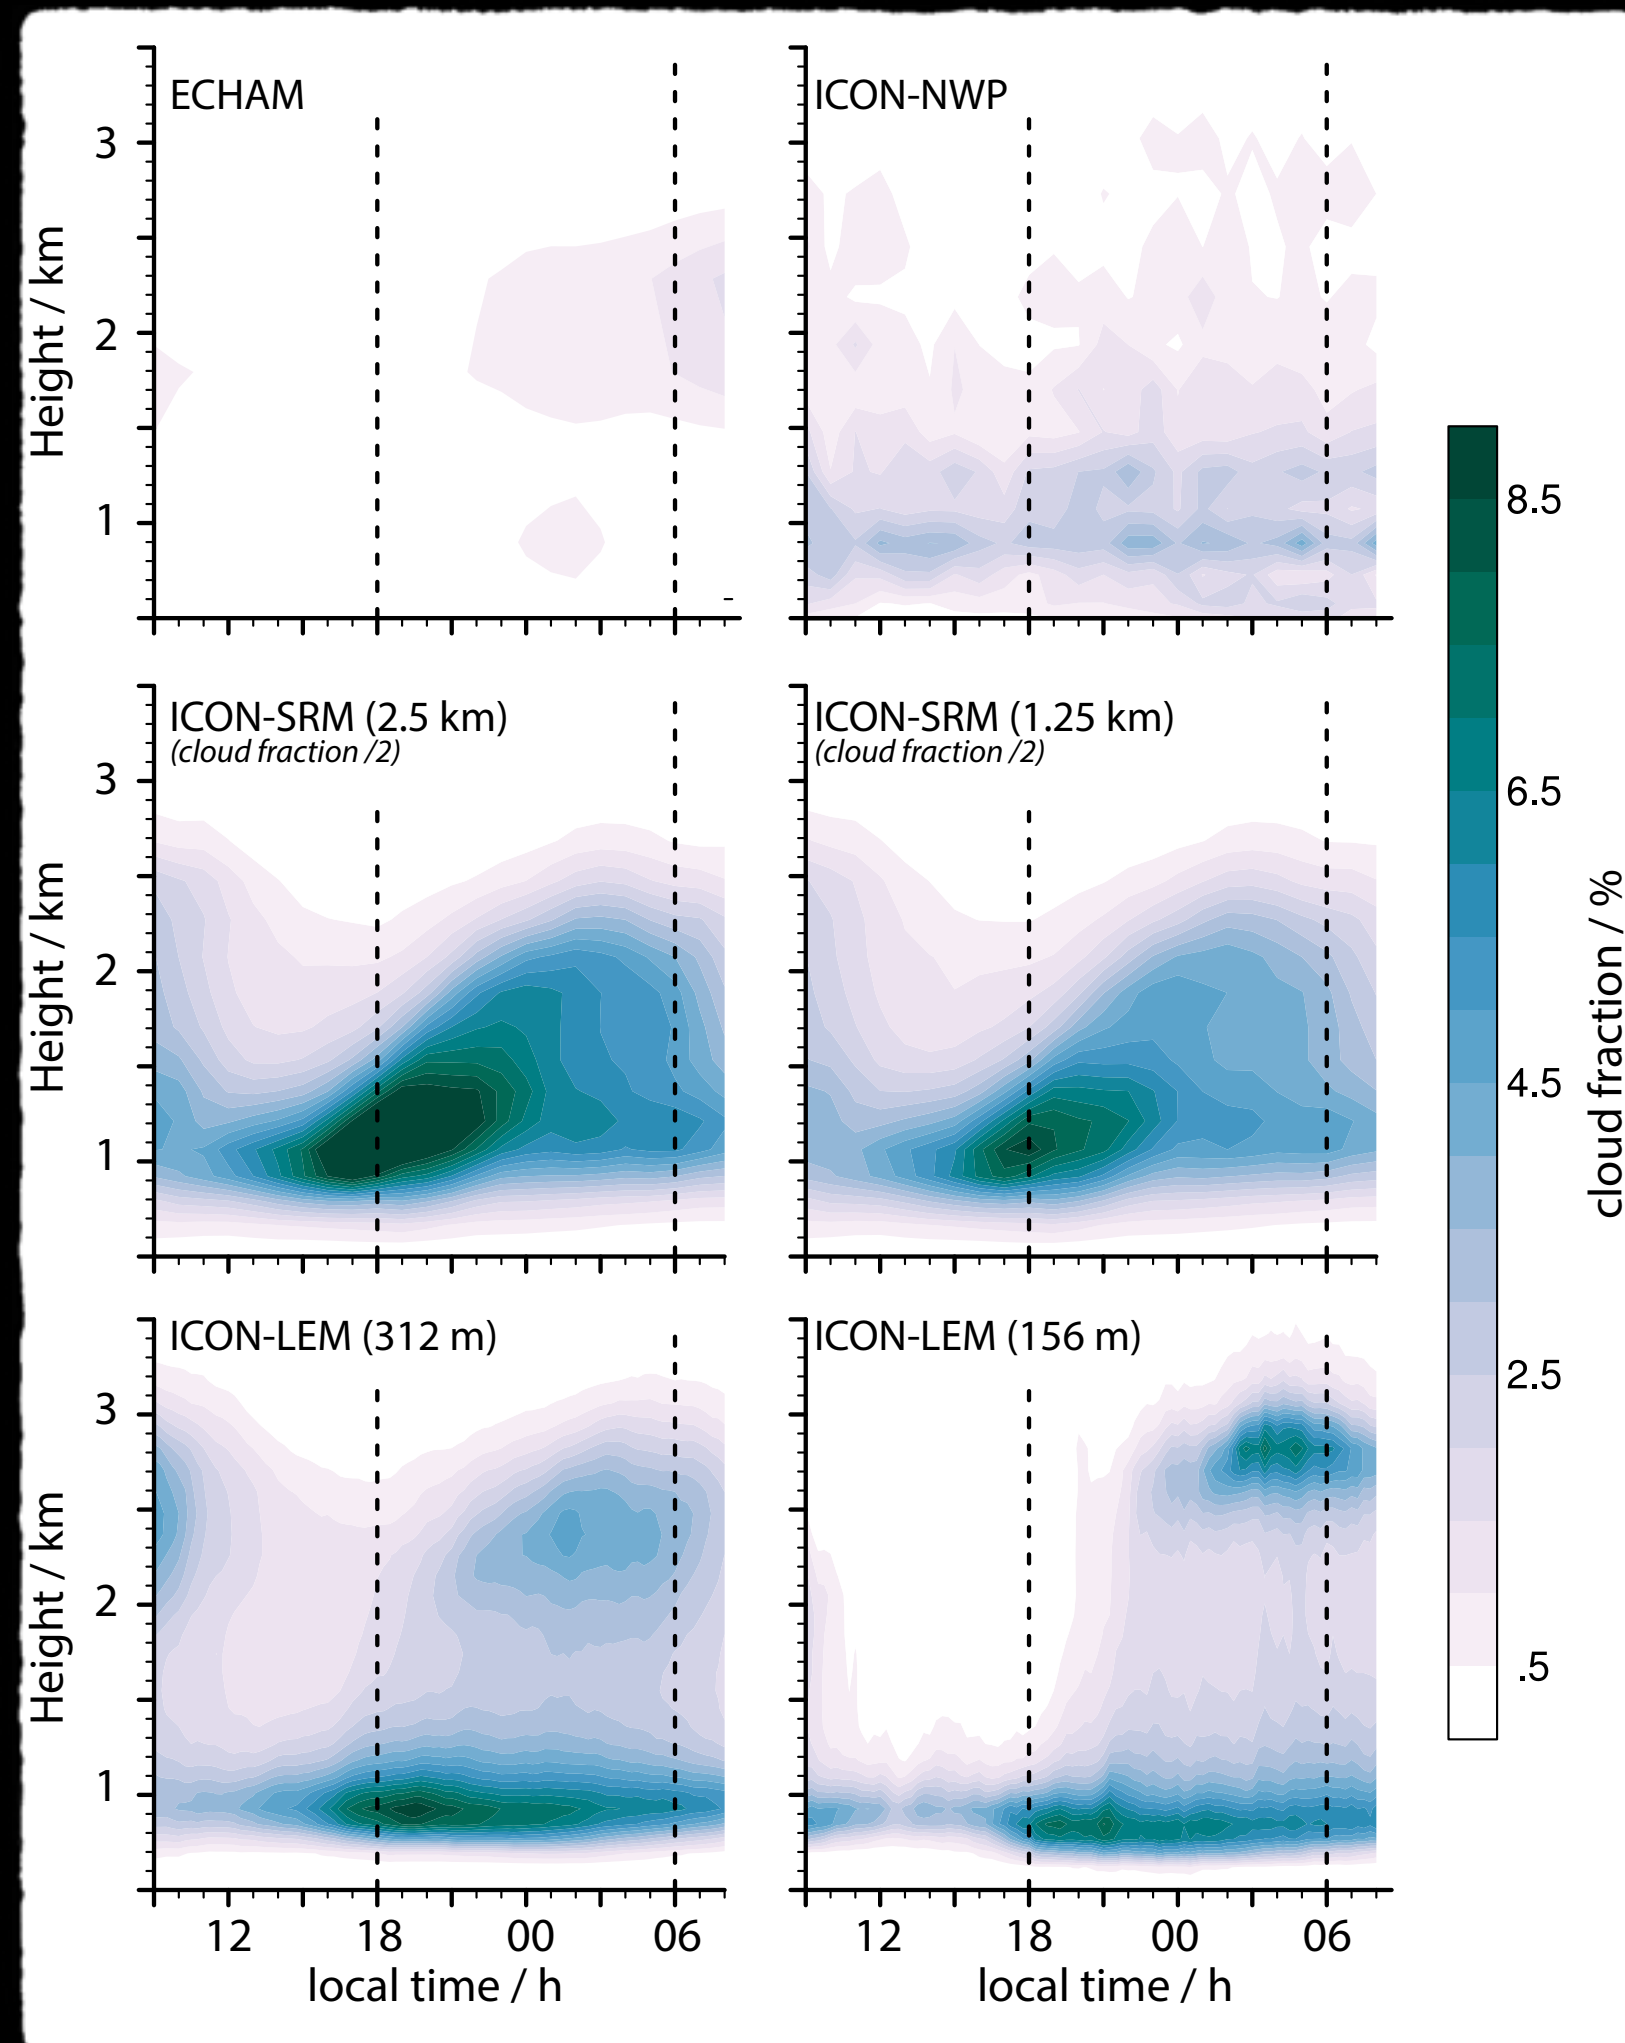 ECHAM
ICON-NWP
3
2
1
Height / km
ICON-SRM (2.5 km)
(cloud fraction /2)
ICON-SRM (1.25 km)
(cloud fraction /2)
3
2
1
Height / km
ICON-LEM (312 m)
ICON-LEM (156 m)
3
2
1
Height / km
12
18
00
06
local time / h
12
18
00
06
local time / h
8.5
6.5
4.5
2.5
.5
cloud fraction / %